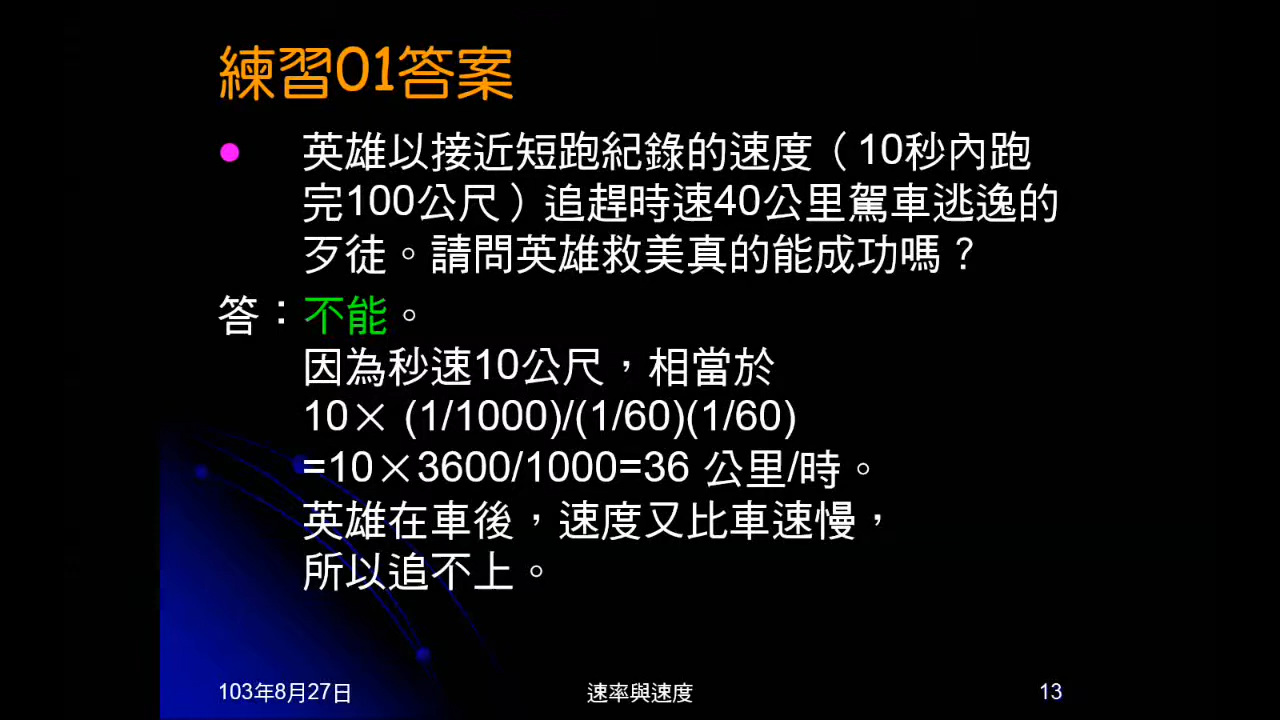 練習01答案
● 英雄以接近短跑紀錄的速度（10秒內跑
完100公尺）追趕時速40公里駕車逃逸的
歹徒。請問英雄救美真的能成功嗎？
答：不能。
因為秒速10公尺，相當於
10× (1/1000)/(1/60)(1/60)
=10×3600/1000=36 公里/時。
英雄在車後，速度又比車速慢，
所以追不上。
103年8月27日
速率與速度
13